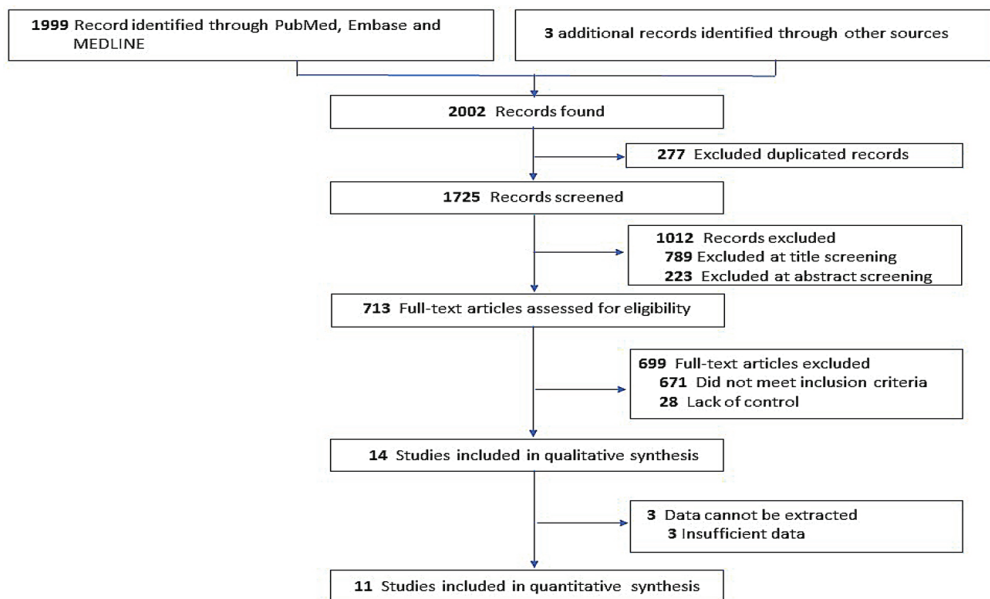 1999 Record identified through PubMed, Embase and
MEDLINE
3 additional records identified through other sources
2002 Records found
277 Excluded duplicated records
1725 Records screened
1012 Records excluded
789 Excluded at title screening
223 Excluded at abstract screening
713 Full-text articles assessed for eligibility
699 Full-text articles excluded
671 Did not meet inclusion criteria
28 Lack of control
14 Studies included in qualitative synthesis
3 Data cannot be extracted
3 Insufficient data
11 Studies included in quantitative synthesis